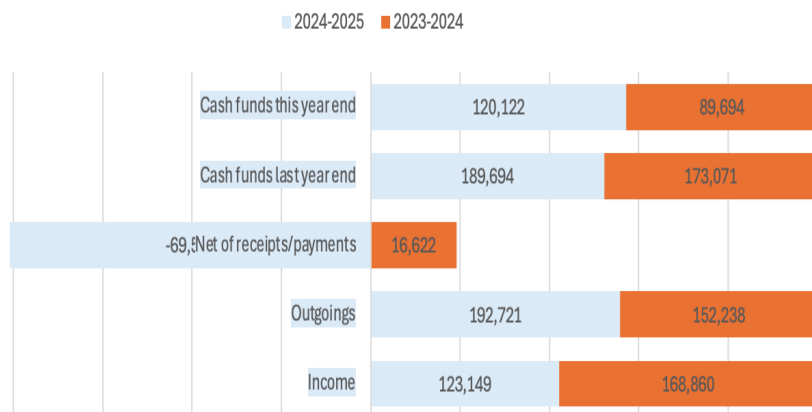 2024-2025 2023-2024
Cash funds this year end 120,122 89,694
Cash funds last year end 189,694 173,071
-69,5 Net of receipts/payments 16,622
Outgoings 192,721 152,238
Income 123,149 168,860